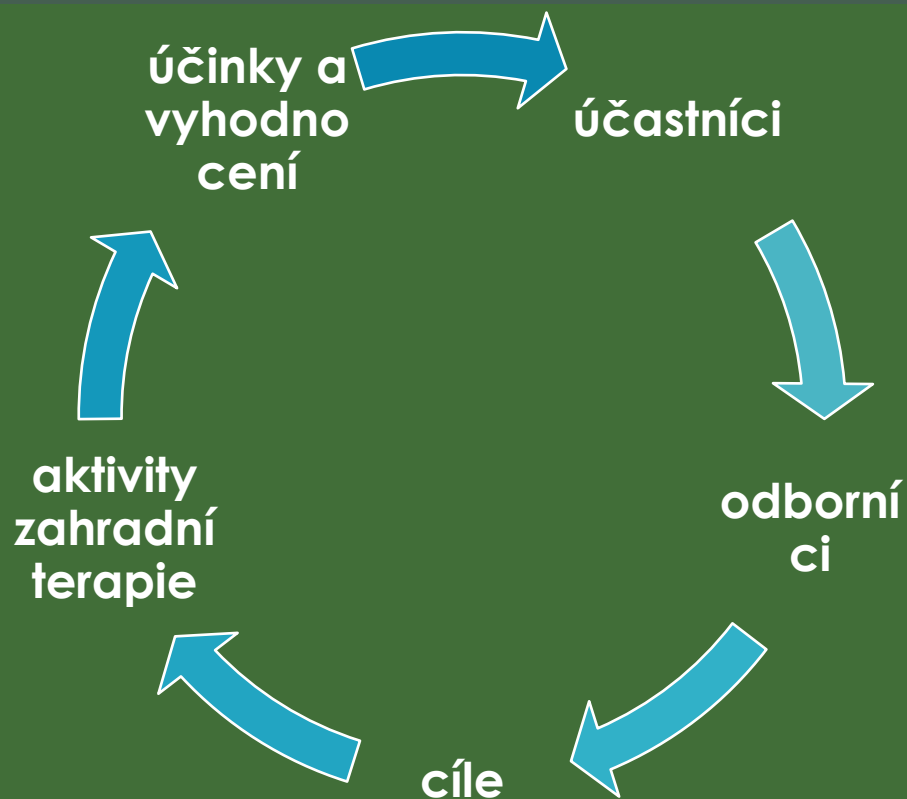 účinky a
vyhodno
cení
účastníci
odborní
ci
cíle
aktivity
zahradní
terapie